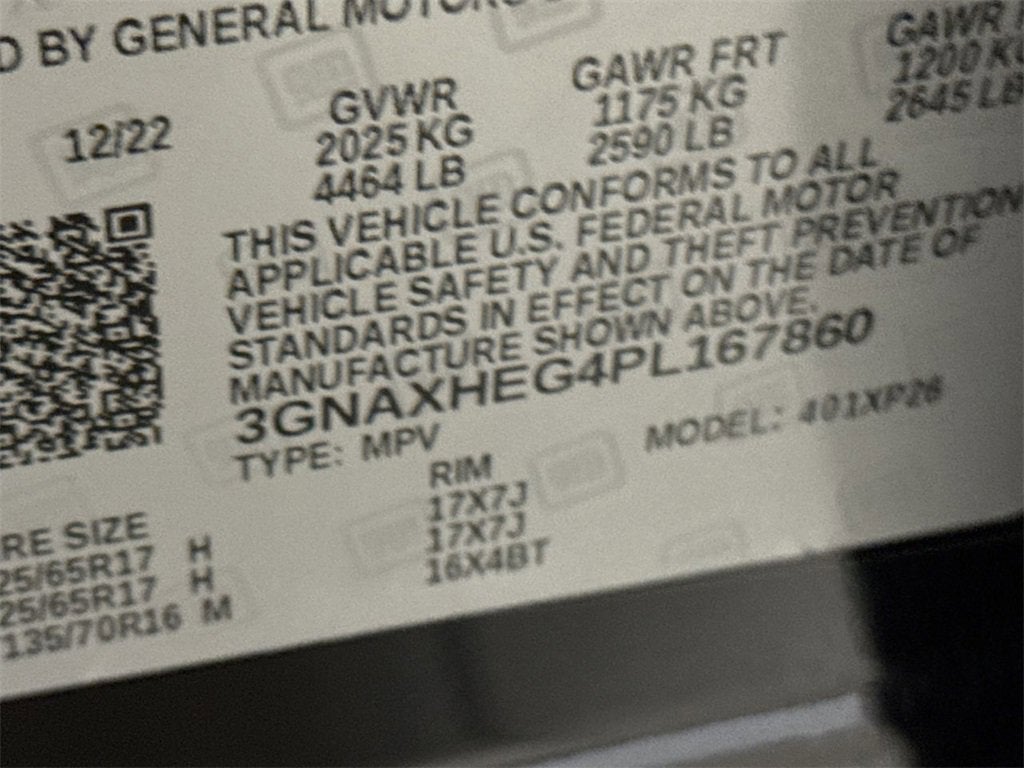 D BY GENERAL MOTORS
12/22 GVWR GAWR FRT GAWR
2025 KG 1175 KG 1200 KG
4464 LB 2590 LB 2645 LB
THIS VEHICLE CONFORMS TO ALL
APPLICABLE U.S. FEDERAL MOTOR
VEHICLE SAFETY AND THEFT PREVENTION
STANDARDS IN EFFECT ON THE DATE OF
MANUFACTURE SHOWN ABOVE.
3GNAXHEG4PL167860
TYPE: MPV MODEL: 401XP26
RE SIZE RIM
25/65R17 H 17X7J
25/65R17 H 17X7J
135/70R16 M 16X4BT